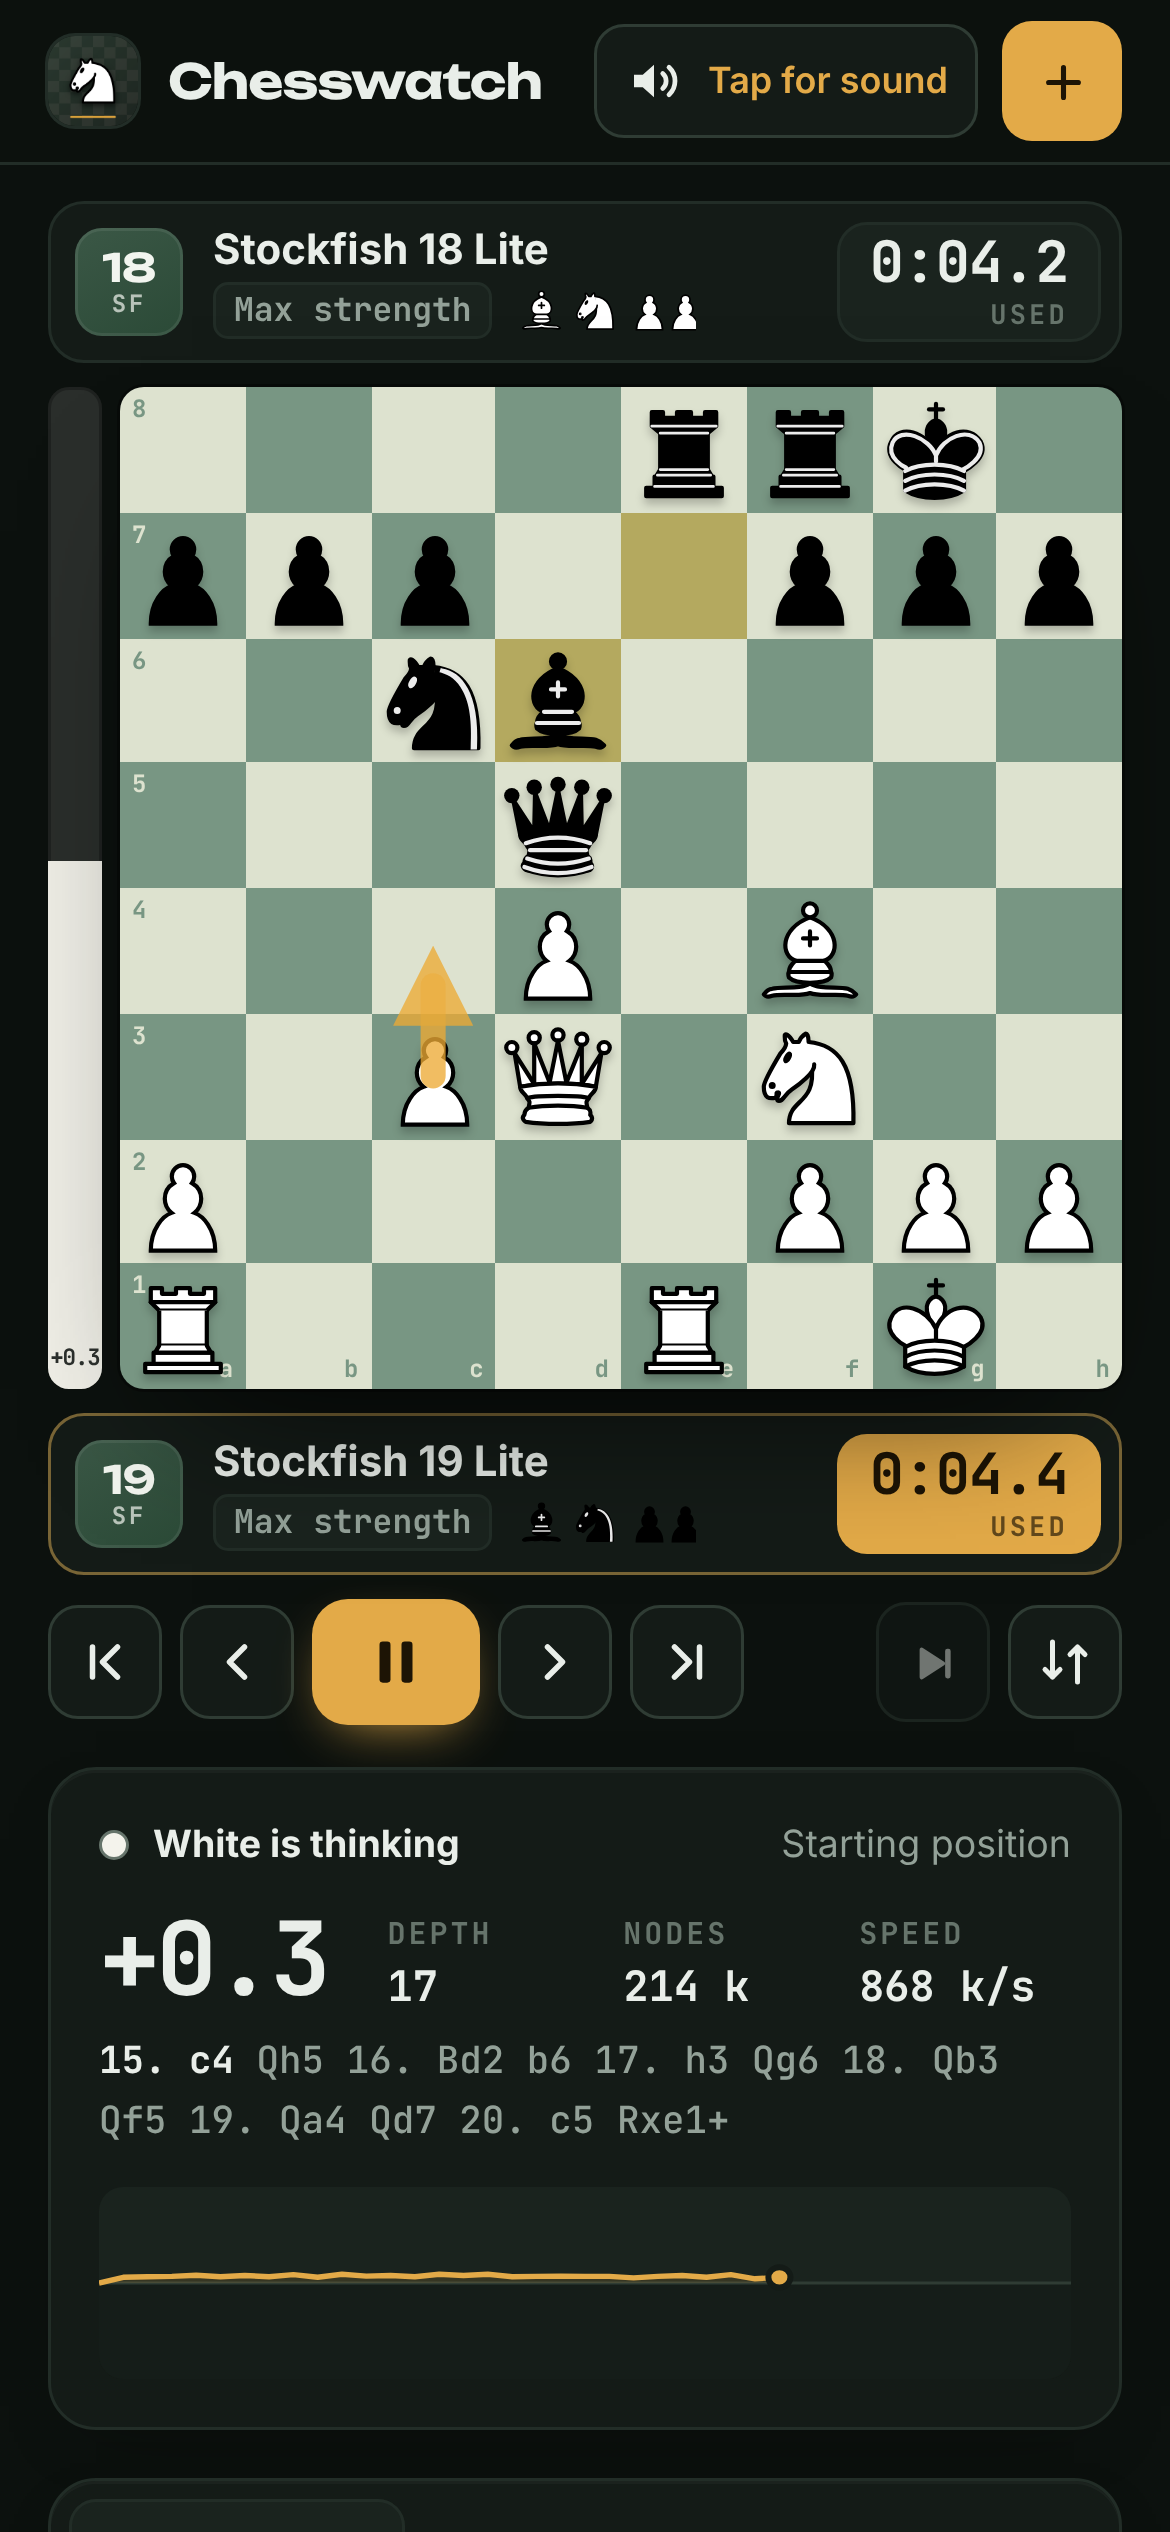 Chesswatch
Tap for sound
+
18
SF
Stockfish 18 Lite
Max strength
0:04.2
USED
8
7
6
5
4
3
2
1
a b c d e f g h
+0.3
19
SF
Stockfish 19 Lite
Max strength
0:04.4
USED
White is thinking
Starting position
+0.3
DEPTH NODES SPEED
17 214 k 868 k/s
15. c4 Qh5 16. Bd2 b6 17. h3 Qg6 18. Qb3
Qf5 19. Qa4 Qd7 20. c5 Rxe1+